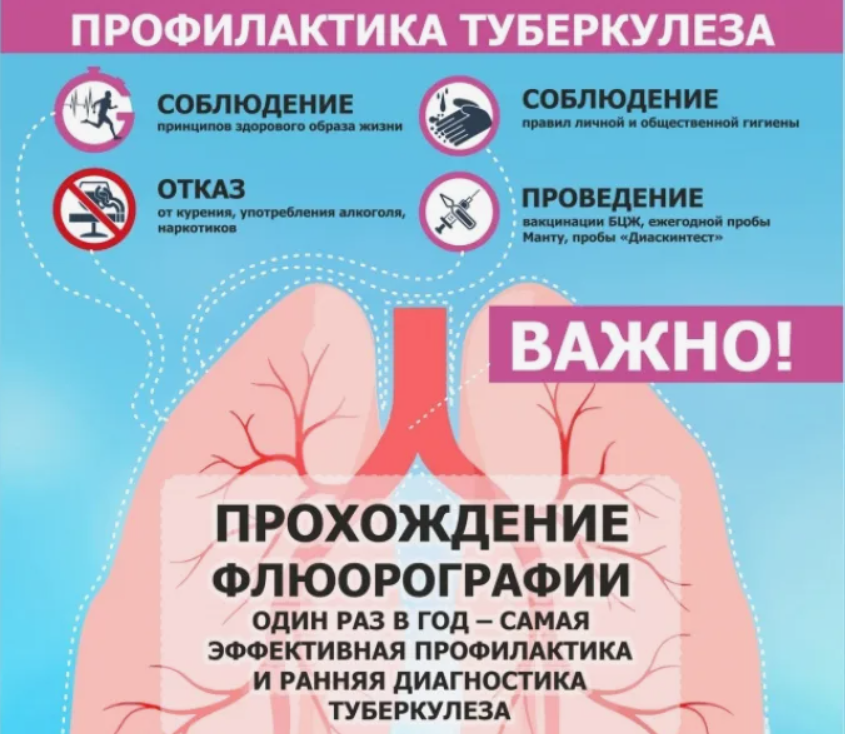 ПРОФИЛАКТИКА ТУБЕРКУЛЕЗА
СОБЛЮДЕНИЕ
принципов здорового образа жизни
СОБЛЮДЕНИЕ
правил личной и общественной гигиены
ОТКАЗ
от курения, употребления алкоголя,
наркотиков
ПРОВЕДЕНИЕ
вакцинации БЦЖ, ежегодной пробы
Манту, пробы «Диаскинтест»
ВАЖНО!
ПРОХОЖДЕНИЕ
ФЛЮОРОГРАФИИ
ОДИН РАЗ В ГОД – САМАЯ
ЭФФЕКТИВНАЯ ПРОФИЛАКТИКА
И РАННЯЯ ДИАГНОСТИКА
ТУБЕРКУЛЕЗА